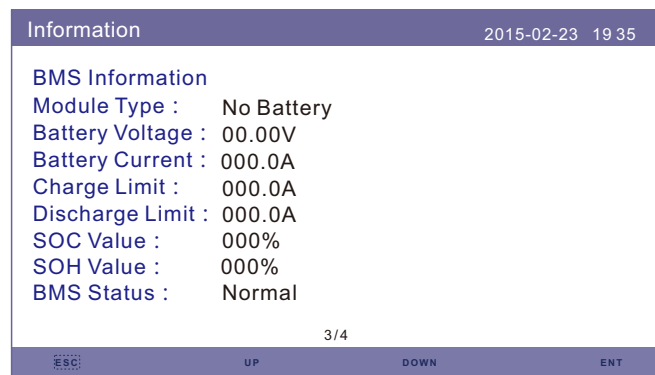 Information 2015-02-23 19 35
BMS Information
Module Type : No Battery
Battery Voltage : 00.00V
Battery Current : 000.0A
Charge Limit : 000.0A
Discharge Limit : 000.0A
SOC Value : 000%
SOH Value : 000%
BMS Status : Normal
3/4
ESC UP DOWN ENT